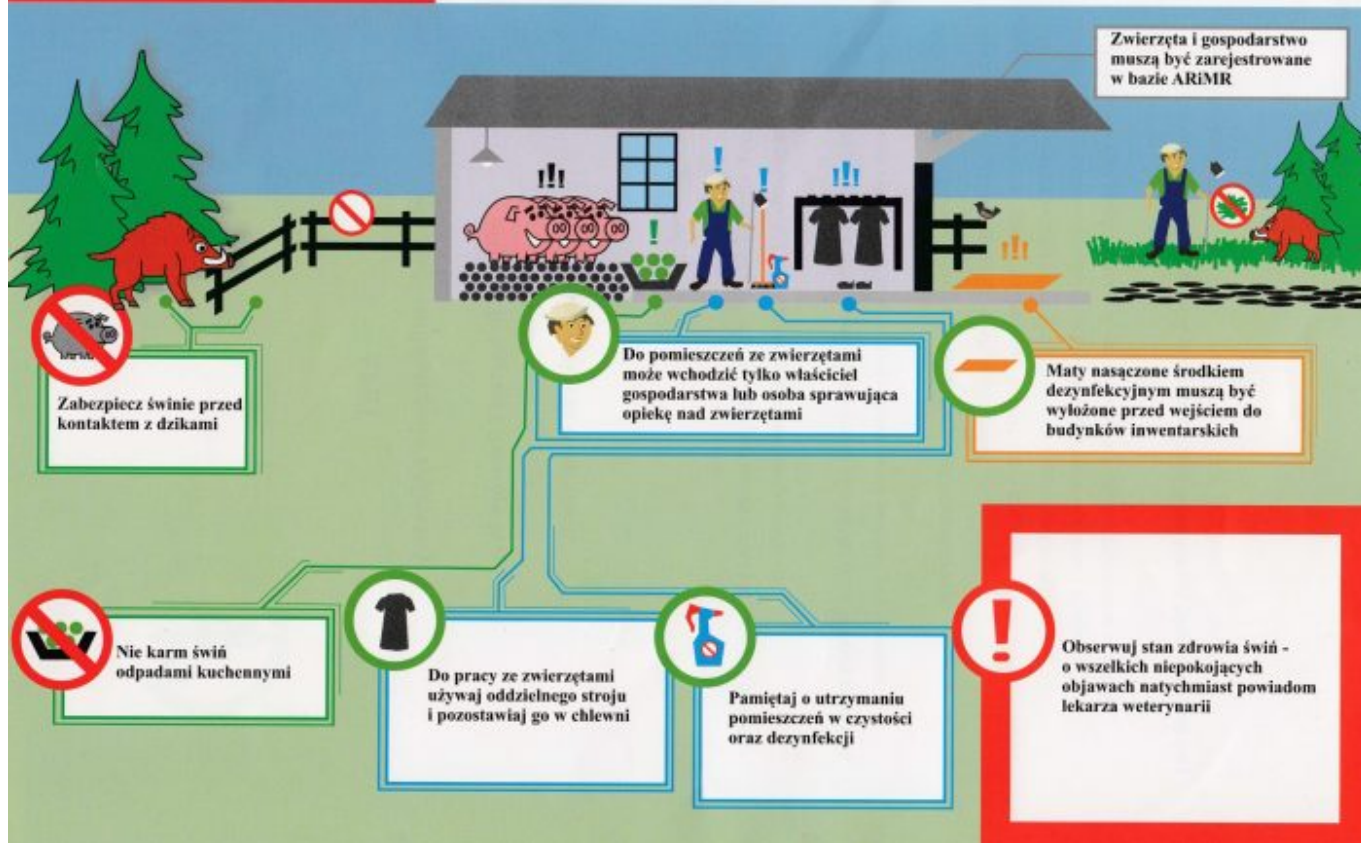 Zwierzęta i gospodarstwo
muszą być zarejestrowane
w bazie ARiMR
Zabezpiecz świnie przed
kontaktem z dzikami
Do pomieszczeń ze zwierzętami
może wchodzić tylko właściciel
gospodarstwa lub osoba sprawująca
opiekę nad zwierzętami
Maty nasączone środkiem
dezynfekcyjnym muszą być
wyłożone przed wejściem do
budynków inwentarskich
Nie karm świń
odpadami kuchennymi
Do pracy ze zwierzętami
używaj oddzielnego stroju
i pozostawiaj go w chlewni
Pamiętaj o utrzymaniu
pomieszczeń w czystości
oraz dezynfekcji
Obserwuj stan zdrowia świń -
o wszelkich niepokojących
objawach natychmiast powiadom
lekarza weterynarii